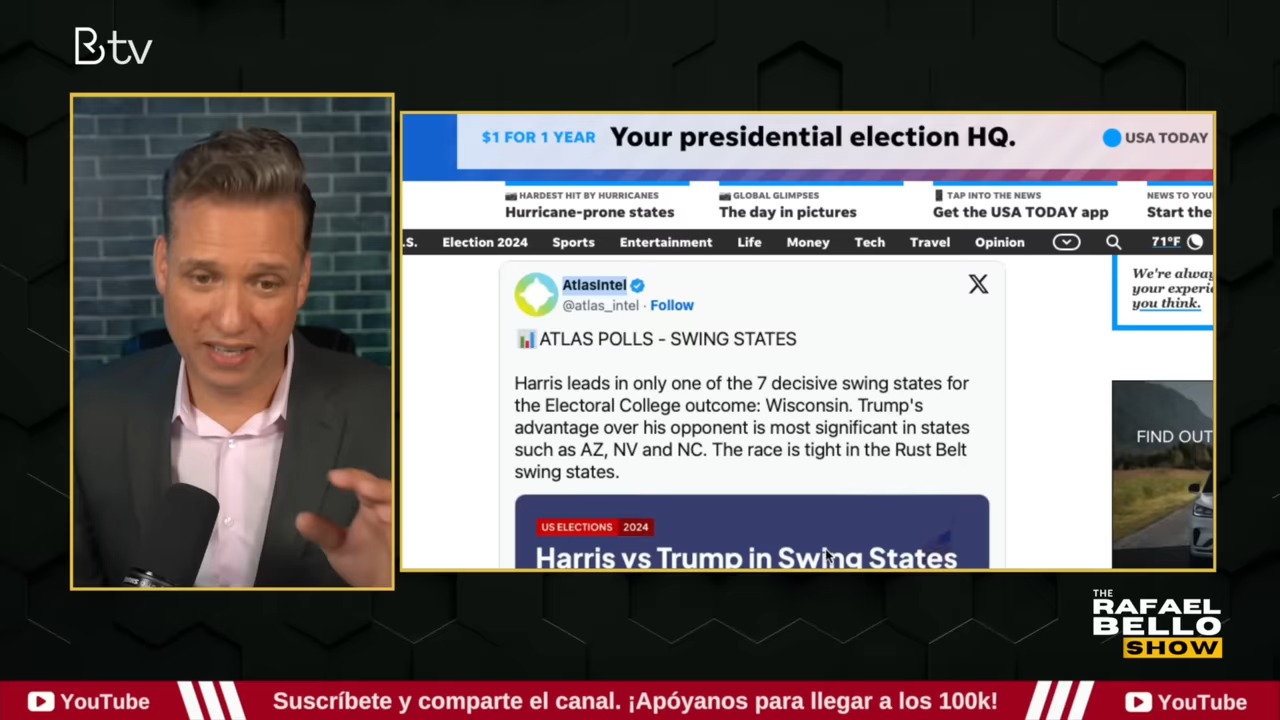 Btv
$1 FOR 1 YEAR Your presidential election HQ. USA TODAY
HARDEST HIT BY HURRICANES
Hurricane-prone states
GLOBAL GLIMPSES
The day in pictures
TAP INTO THE NEWS
Get the USA TODAY app
NEWS TO YOU
Start the
.S. Election 2024 Sports Entertainment Life Money Tech Travel Opinion 71°F
AtlasIntel
@atlas_intel · Follow
ATLAS POLLS - SWING STATES
Harris leads in only one of the 7 decisive swing states for
the Electoral College outcome: Wisconsin. Trump's
advantage over his opponent is most significant in states
such as AZ, NV and NC. The race is tight in the Rust Belt
swing states.
US ELECTIONS 2024
Harris vs Trump in Swing States
We're alway
your experi
you think.
FIND OUT
THE
RAFAEL
BELLO
SHOW
YouTube Suscríbete y comparte el canal. ¡Apóyanos para llegar a los 100k! YouTube